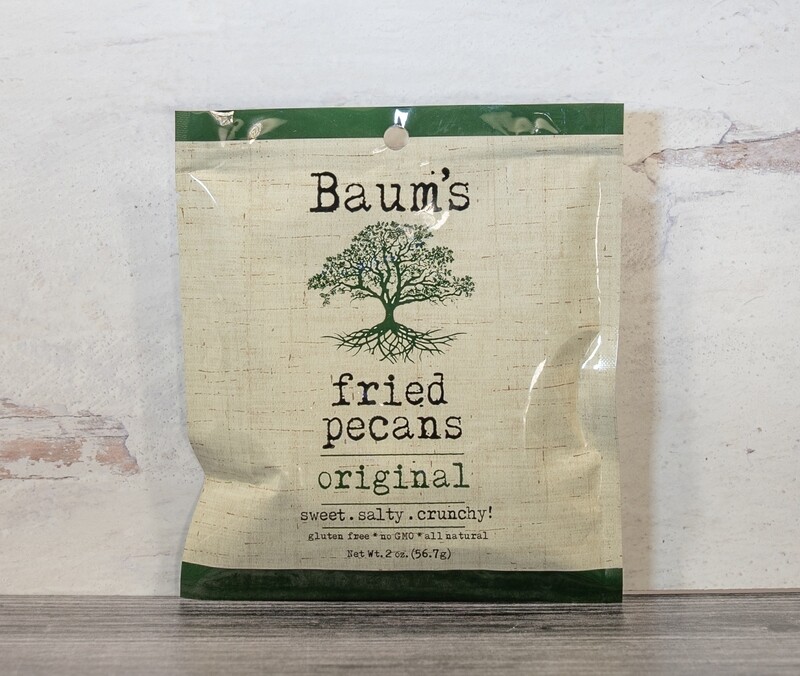 Baum's
fried
pecans
original
sweet.salty.crunchy!
gluten free * no GMO * all natural
Net Wt. 2 oz. (56.7g)